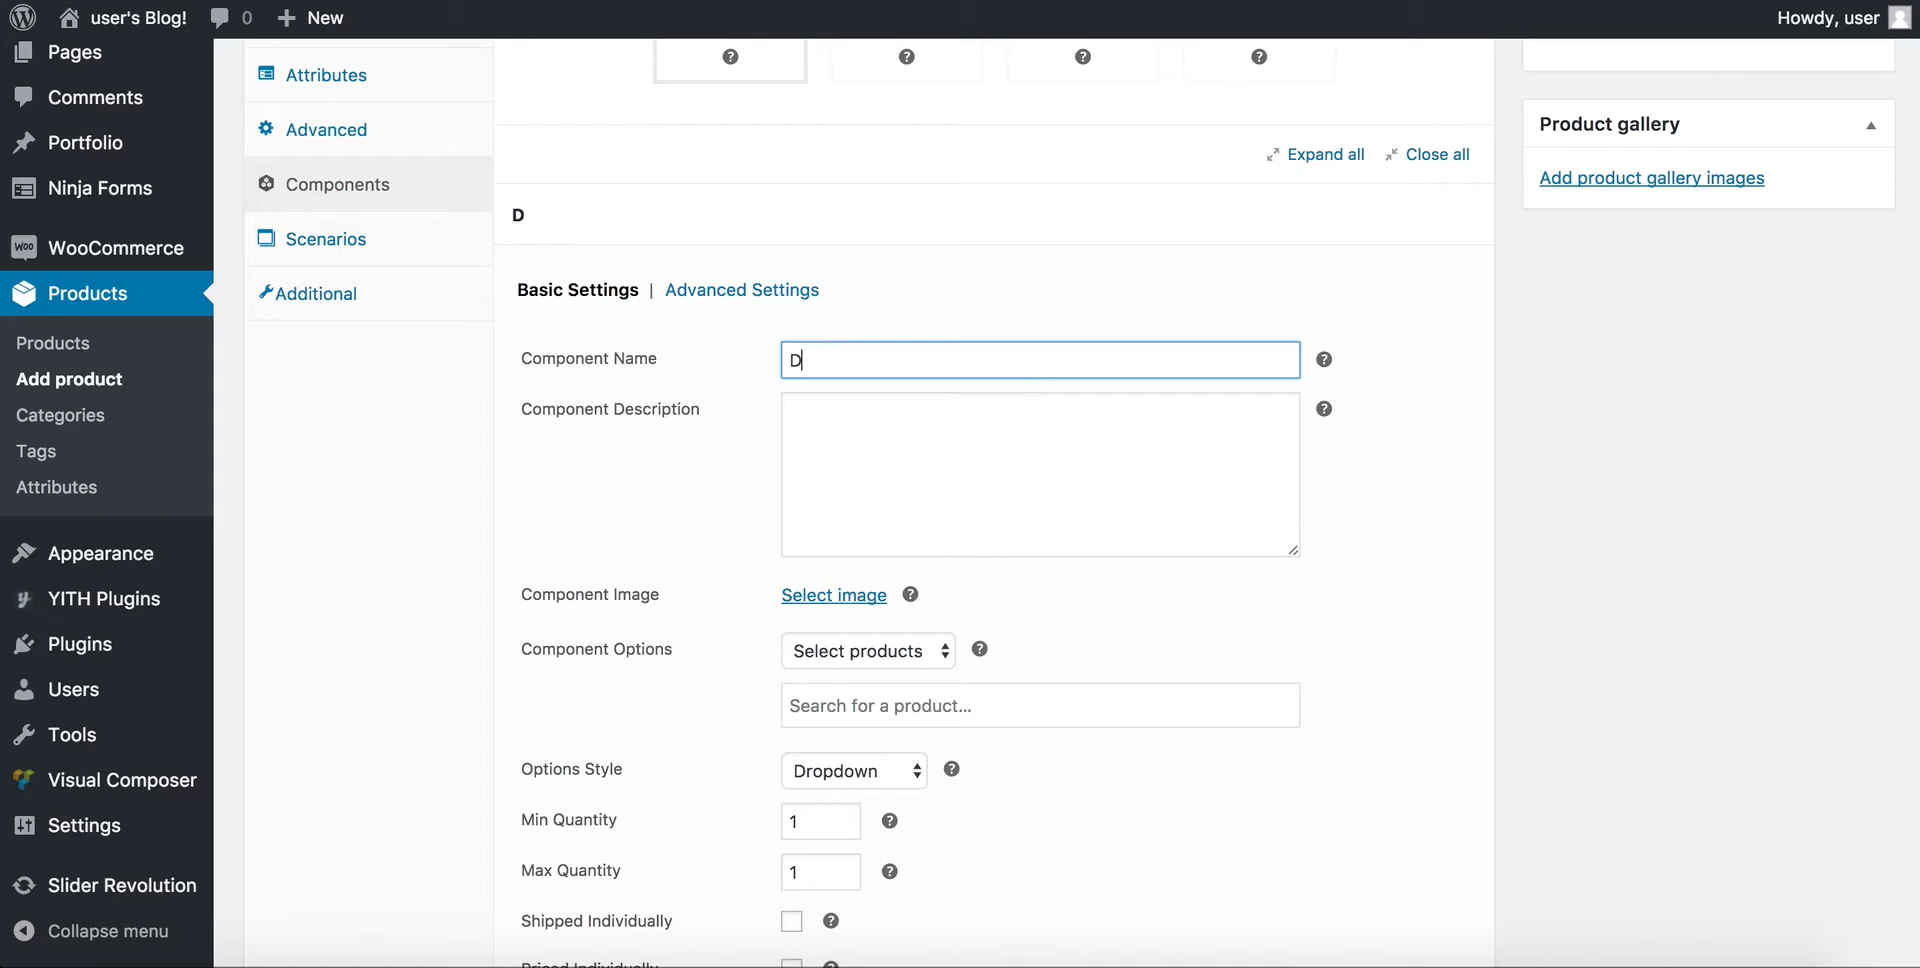 user's Blog!
0
New
Howdy, user
Pages
Comments
Portfolio
Ninja Forms
WooCommerce
Products
Products
Add product
Categories
Tags
Attributes
Appearance
YITH Plugins
Plugins
Users
Tools
Visual Composer
Settings
Slider Revolution
Collapse menu
Attributes
Advanced
Components
Scenarios
Additional
Expand all
Close all
D
Basic Settings | Advanced Settings
Component Name
D
Component Description
Component Image
Select image
Component Options
Select products
Search for a product...
Options Style
Dropdown
Min Quantity
1
Max Quantity
1
Shipped Individually
Priced Individually
Product gallery
Add product gallery images